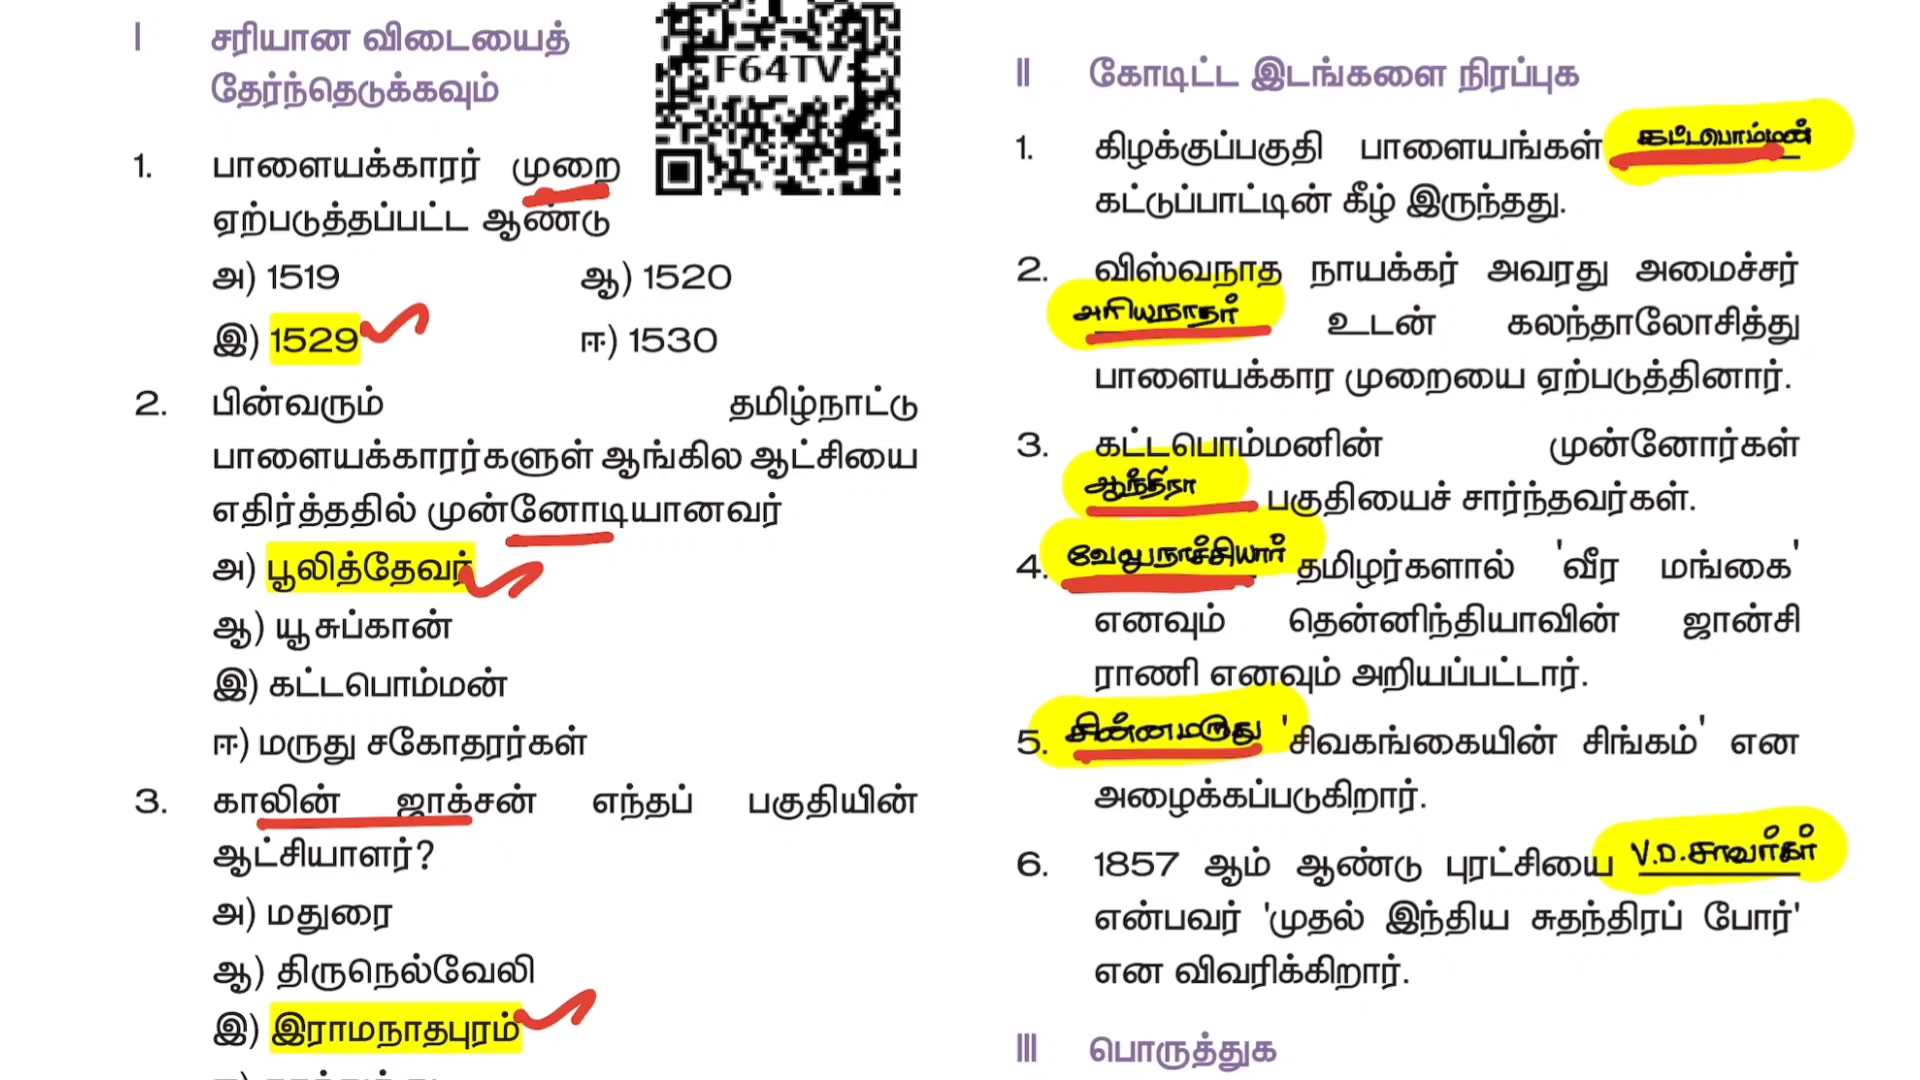 I சரியான விடையைத்
தேர்ந்தெடுக்கவும்
F64TV
1. பாளையக்காரர் முறை
ஏற்படுத்தப்பட்ட ஆண்டு
அ) 1519 ஆ) 1520
இ) 1529 ஈ) 1530
2. பின்வரும் தமிழ்நாட்டு
பாளையக்காரர்களுள் ஆங்கில ஆட்சியை
எதிர்த்ததில் முன்னோடியானவர்
அ) பூலித்தேவர்
ஆ) யூசுப்கான்
இ) கட்டபொம்மன்
ஈ) மருது சகோதரர்கள்
3. காலின் ஜாக்சன் எந்தப் பகுதியின்
ஆட்சியாளர்?
அ) மதுரை
ஆ) திருநெல்வேலி
இ) இராமநாதபுரம்
II கோடிட்ட இடங்களை நிரப்புக
1. கிழக்குப்பகுதி பாளையங்கள் கட்டபொம்மன்
கட்டுப்பாட்டின் கீழ் இருந்தது.
2. விஸ்வநாத நாயக்கர் அவரது அமைச்சர்
அரியநாதர் உடன் கலந்தாலோசித்து
பாளையக்கார முறையை ஏற்படுத்தினார்.
3. கட்டபொம்மனின் முன்னோர்கள்
ஆந்திரா பகுதியைச் சார்ந்தவர்கள்.
4. வேலுநாச்சியார் தமிழர்களால் 'வீர மங்கை'
எனவும் தென்னிந்தியாவின் ஜான்சி
ராணி எனவும் அறியப்பட்டார்.
5. சின்னமருது 'சிவகங்கையின் சிங்கம்' என
அழைக்கப்படுகிறார்.
6. 1857 ஆம் ஆண்டு புரட்சியை V.D.சாவர்கர்
என்பவர் 'முதல் இந்திய சுதந்திரப் போர்'
என விவரிக்கிறார்.
III பொருத்துக